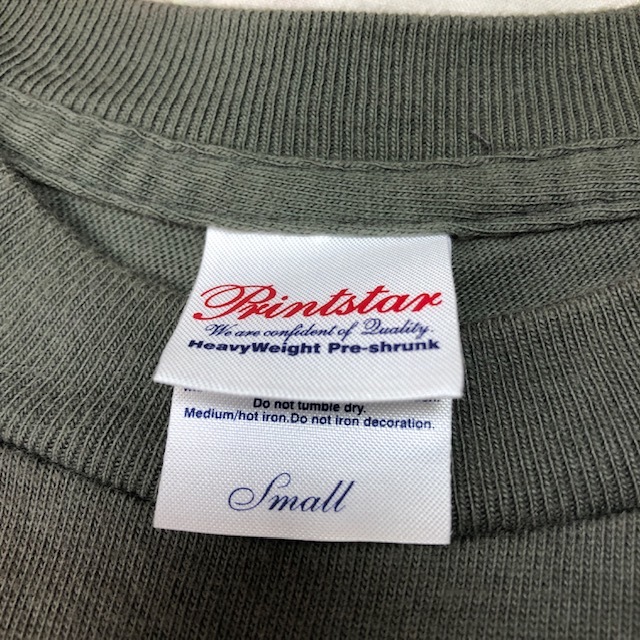 Printstar
We are confident of Quality.
HeavyWeight Pre-shrunk
Do not tumble dry.
Medium/hot iron.Do not iron decoration.
Small